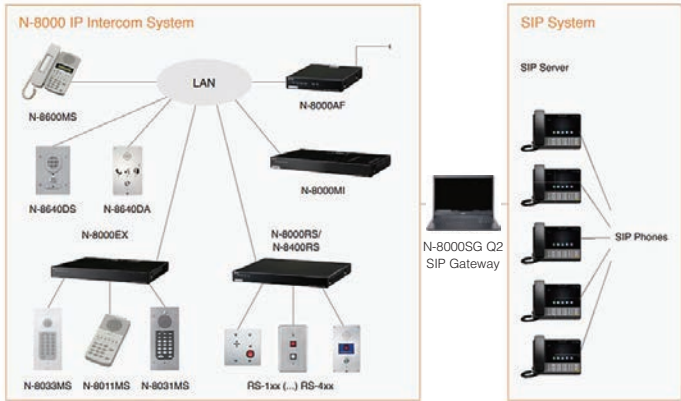 N-8000 IP Intercom System
SIP System
LAN
SIP Server
N-8600MS
N-8000AF
N-8640DS
N-8640DA
N-8000MI
N-8000EX
N-8000RS/
N-8400RS
N-8000SG Q2
SIP Gateway
SIP Phones
N-8033MS
N-8011MS
N-8031MS
RS-1xx (...) RS-4xx